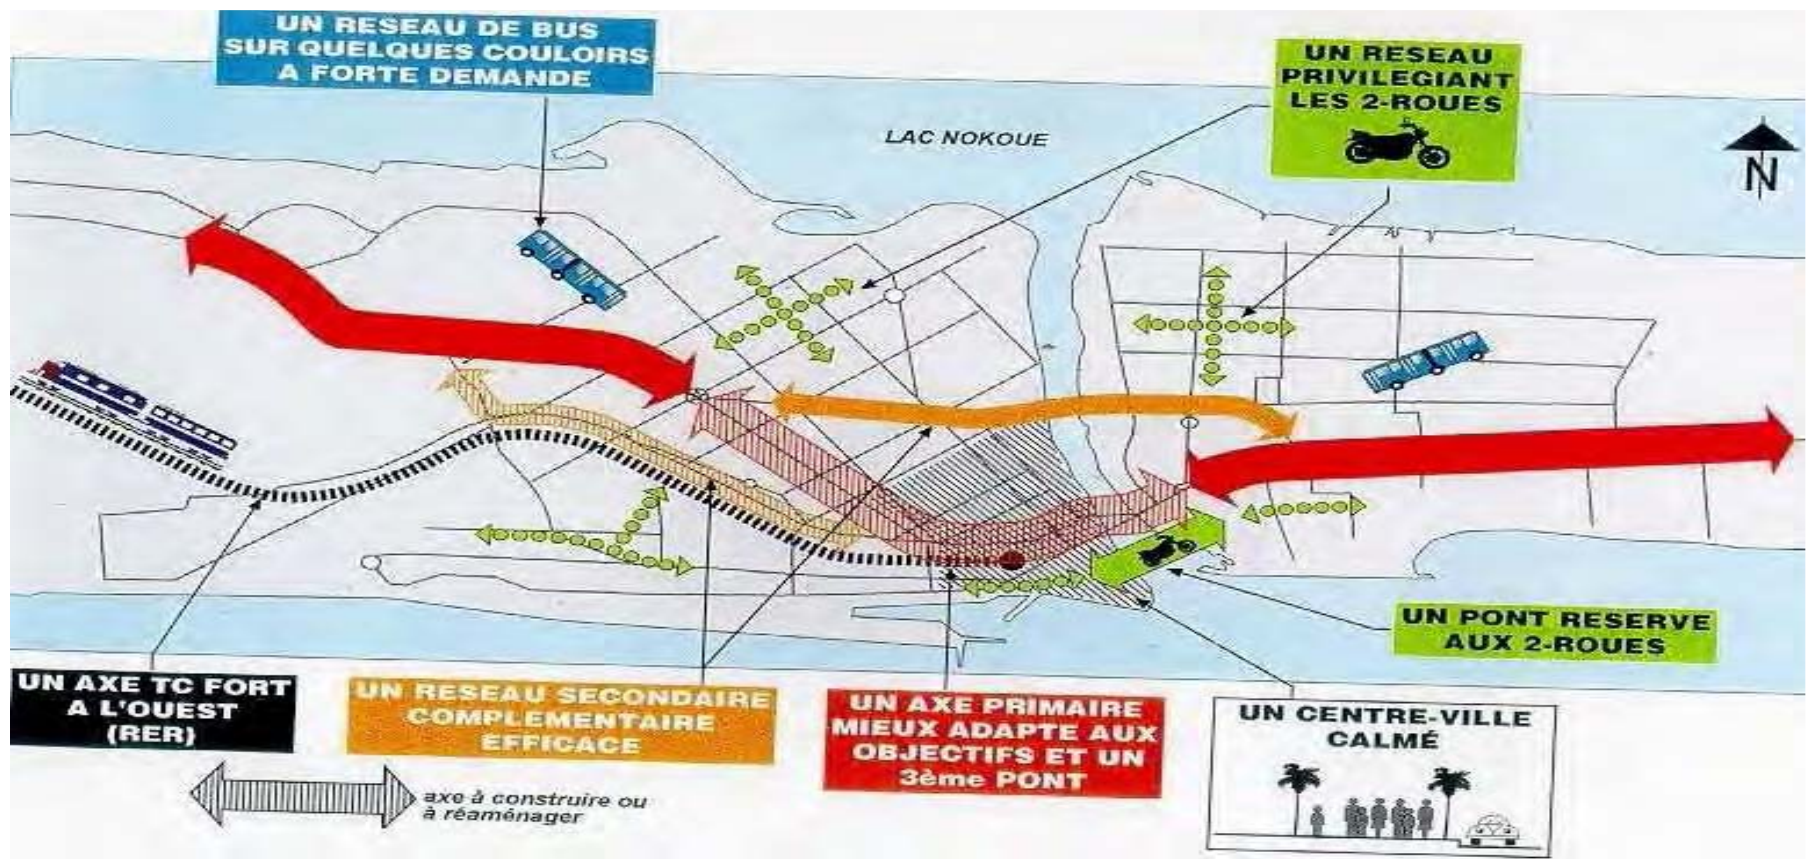 UN RESEAU DE BUS
SUR QUELQUES COULOIRS
A FORTE DEMANDE
UN RESEAU
PRIVILEGIANT
LES 2-ROUES
LAC NOKOUE
N
UN PONT RESERVE
AUX 2-ROUES
UN AXE TC FORT
A L'OUEST
(RER)
UN RESEAU SECONDAIRE
COMPLEMENTAIRE
EFFICACE
UN AXE PRIMAIRE
MIEUX ADAPTE AUX
OBJECTIFS ET UN
3ème PONT
UN CENTRE-VILLE
CALMÉ
axe à construire ou
à réaménager